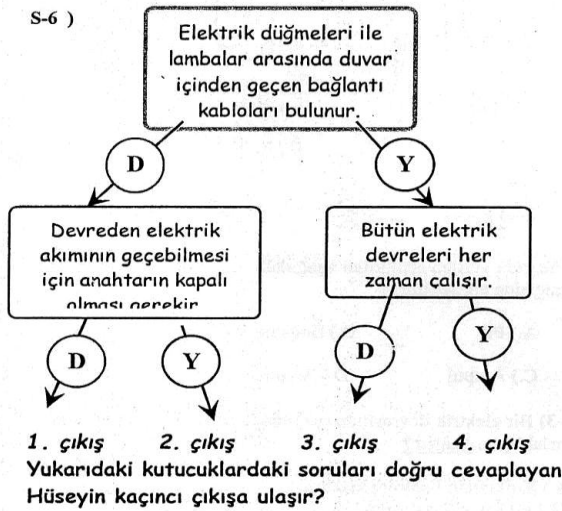 S-6 )
Elektrik düğmeleri ile
lambalar arasında duvar
içinden geçen bağlantı
kabloları bulunur.
D
Y
Devreden elektrik
akımının geçebilmesi
için anahtarın kapalı
olması gerekir
Bütün elektrik
devreleri her
zaman çalışır.
D
Y
D
Y
1. çıkış
2. çıkış
3. çıkış
4. çıkış
Yukarıdaki kutucuklardaki soruları doğru cevaplayan
Hüseyin kaçıncı çıkışa ulaşır?